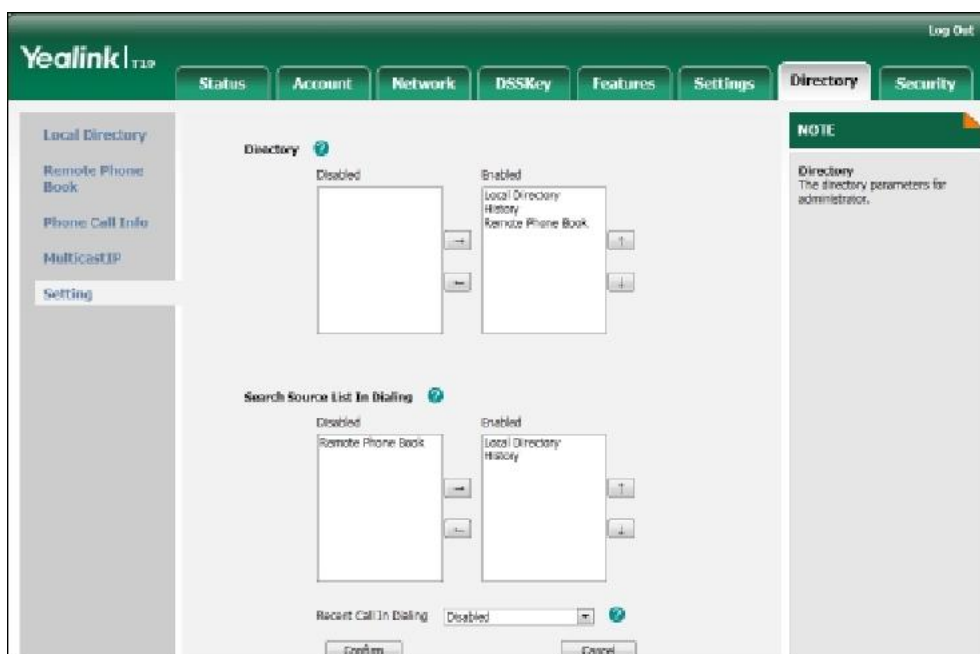 Log Out
Yealink T19
Status Account Network DSSKey Features Settings Directory Security
Local Directory
Remote Phone
Book
Phone Call Info
MulticastIP
Setting
Directory
Disabled Enabled
Local Directory
History
Remote Phone Book
Search Source List In Dialing
Disabled Enabled
Remote Phone Book
Local Directory
History
Recent Call In Dialing Disabled
Confirm Cancel
NOTE
Directory
The directory parameters for
administrator.